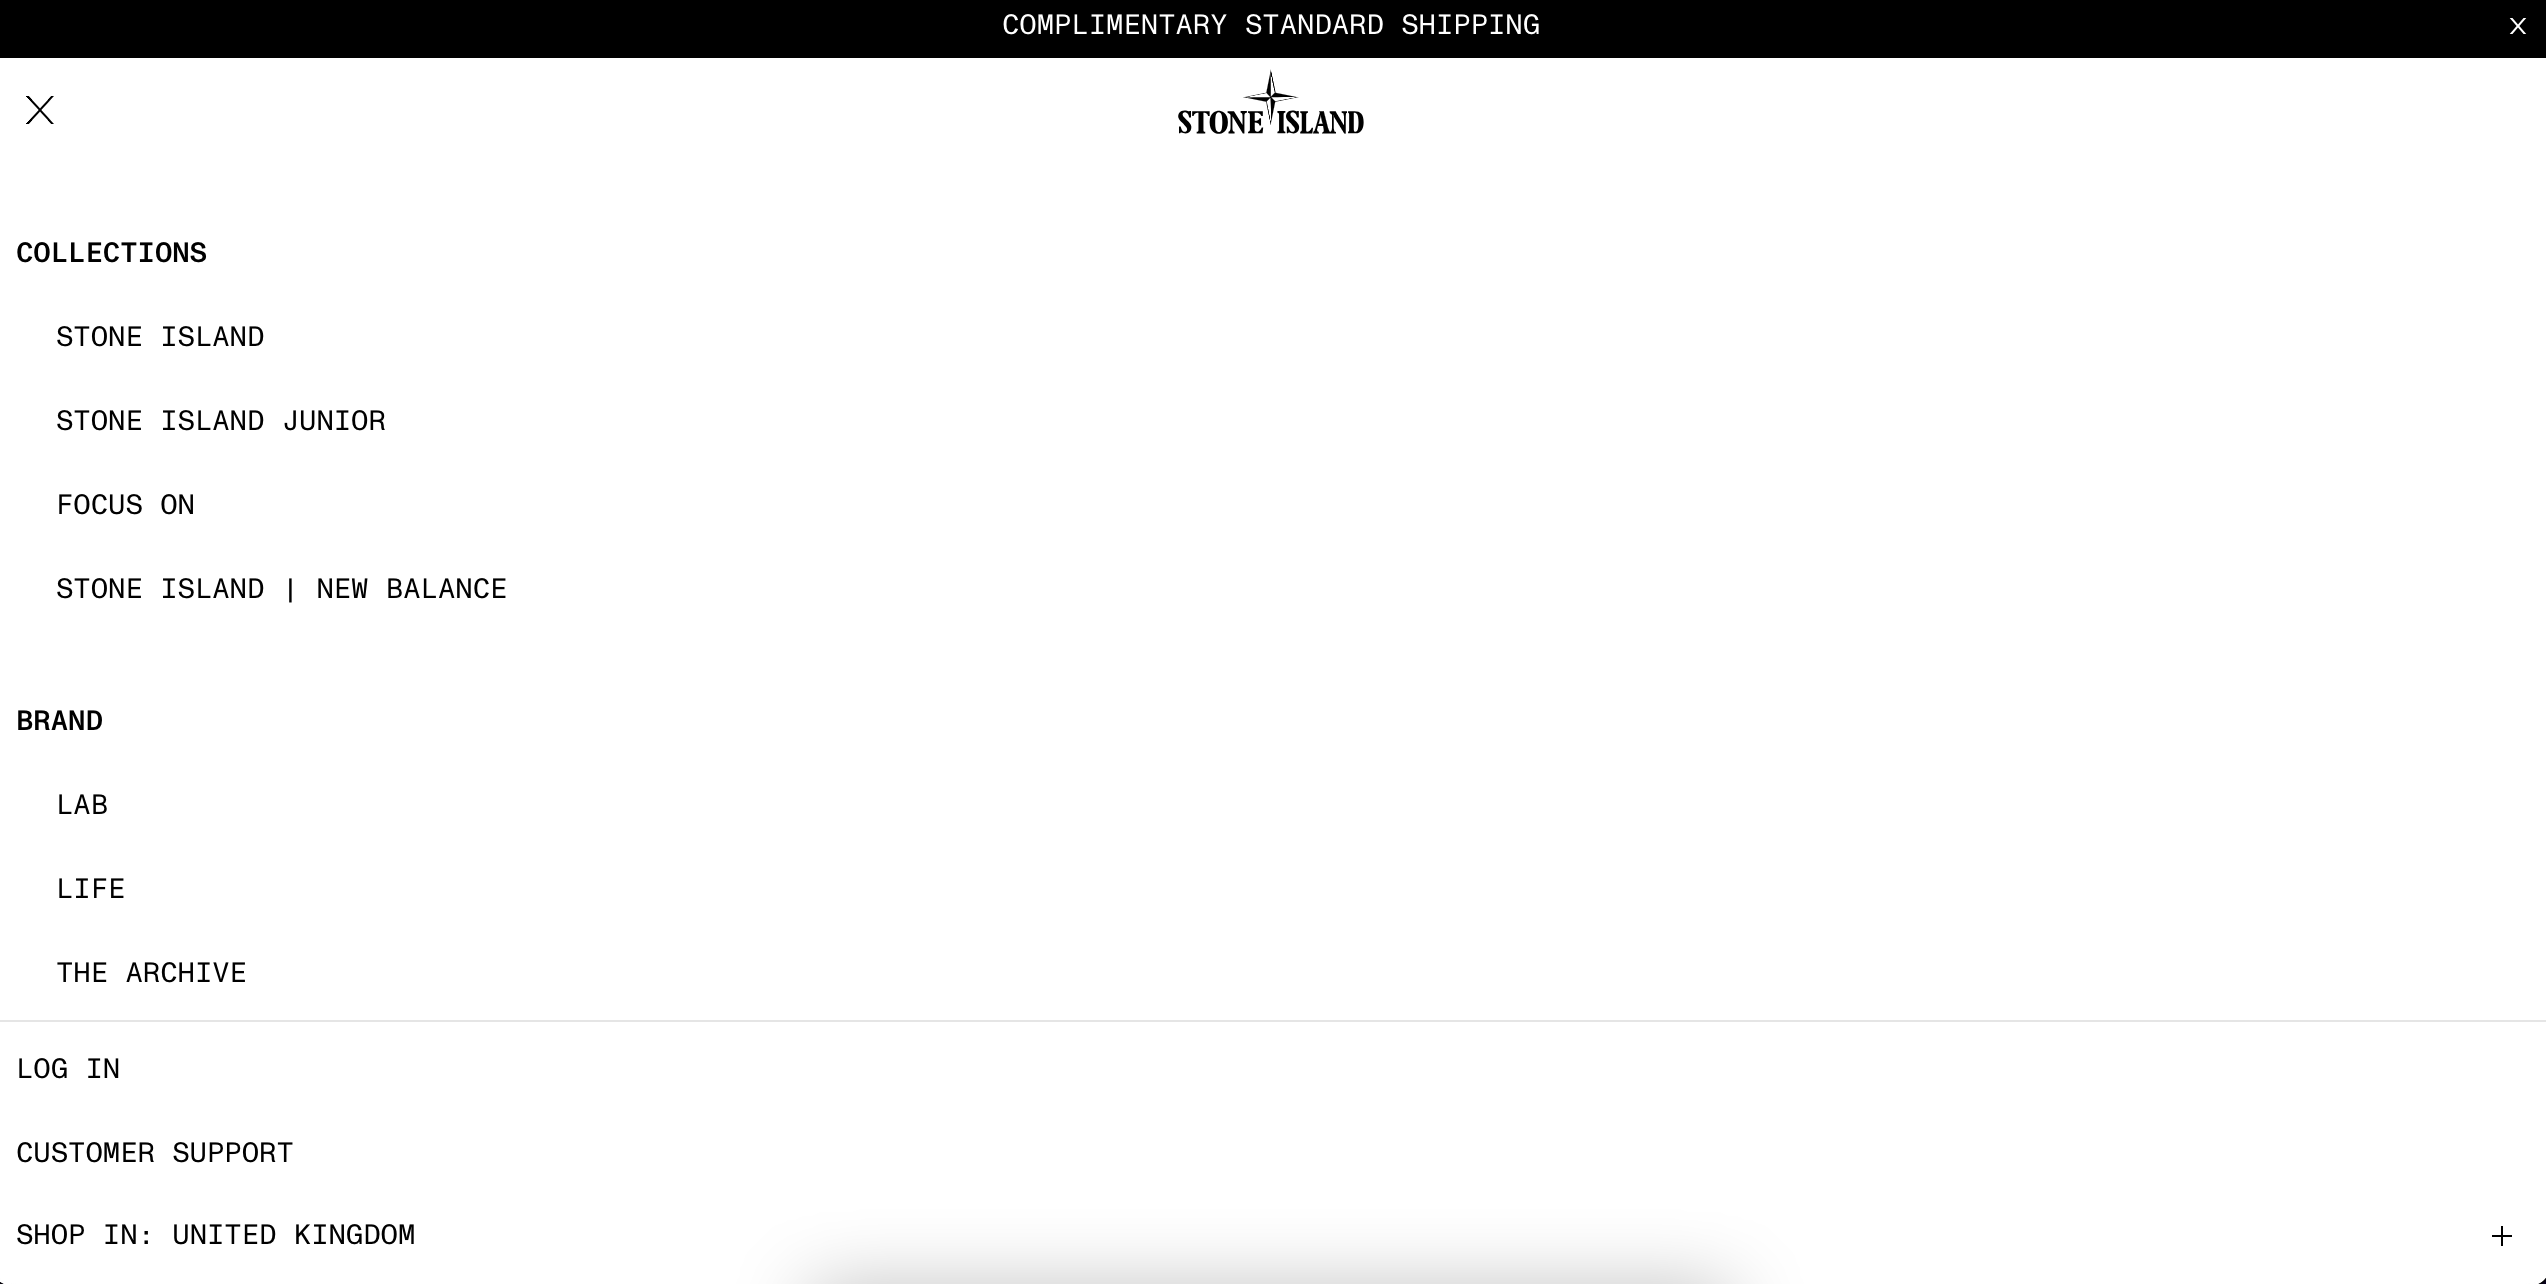 COMPLIMENTARY STANDARD SHIPPING
X
STONE ISLAND
COLLECTIONS
STONE ISLAND
STONE ISLAND JUNIOR
FOCUS ON
STONE ISLAND | NEW BALANCE
BRAND
LAB
LIFE
THE ARCHIVE
LOG IN
CUSTOMER SUPPORT
SHOP IN: UNITED KINGDOM